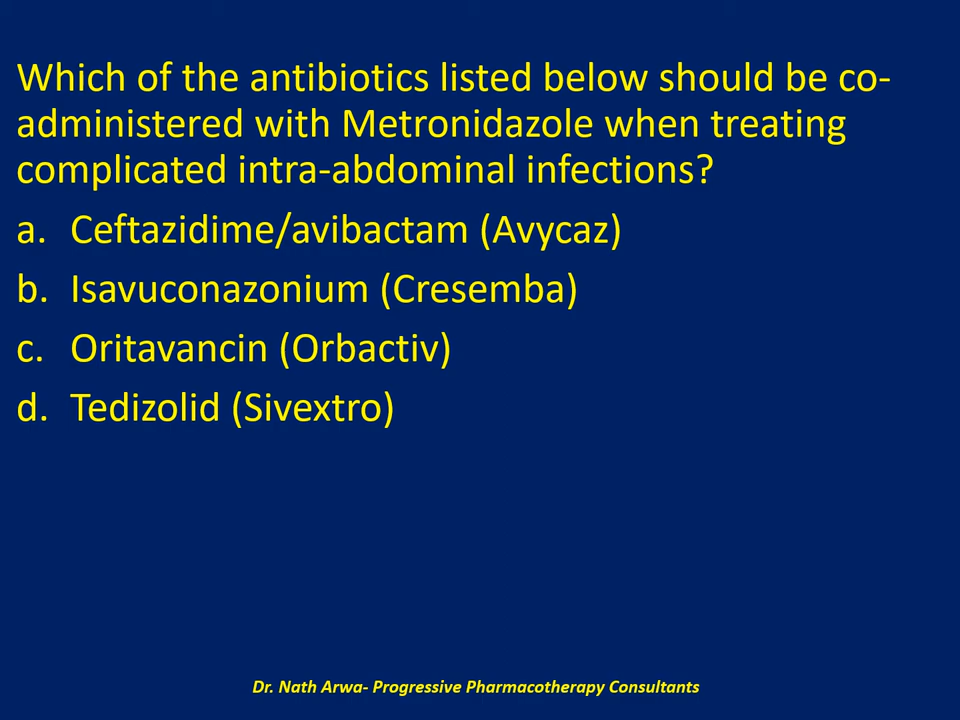 Which of the antibiotics listed below should be co-
administered with Metronidazole when treating
complicated intra-abdominal infections?
a. Ceftazidime/avibactam (Avycaz)
b. Isavuconazonium (Cresemba)
c. Oritavancin (Orbactiv)
d. Tedizolid (Sivextro)
Dr. Nath Arwa- Progressive Pharmacotherapy Consultants